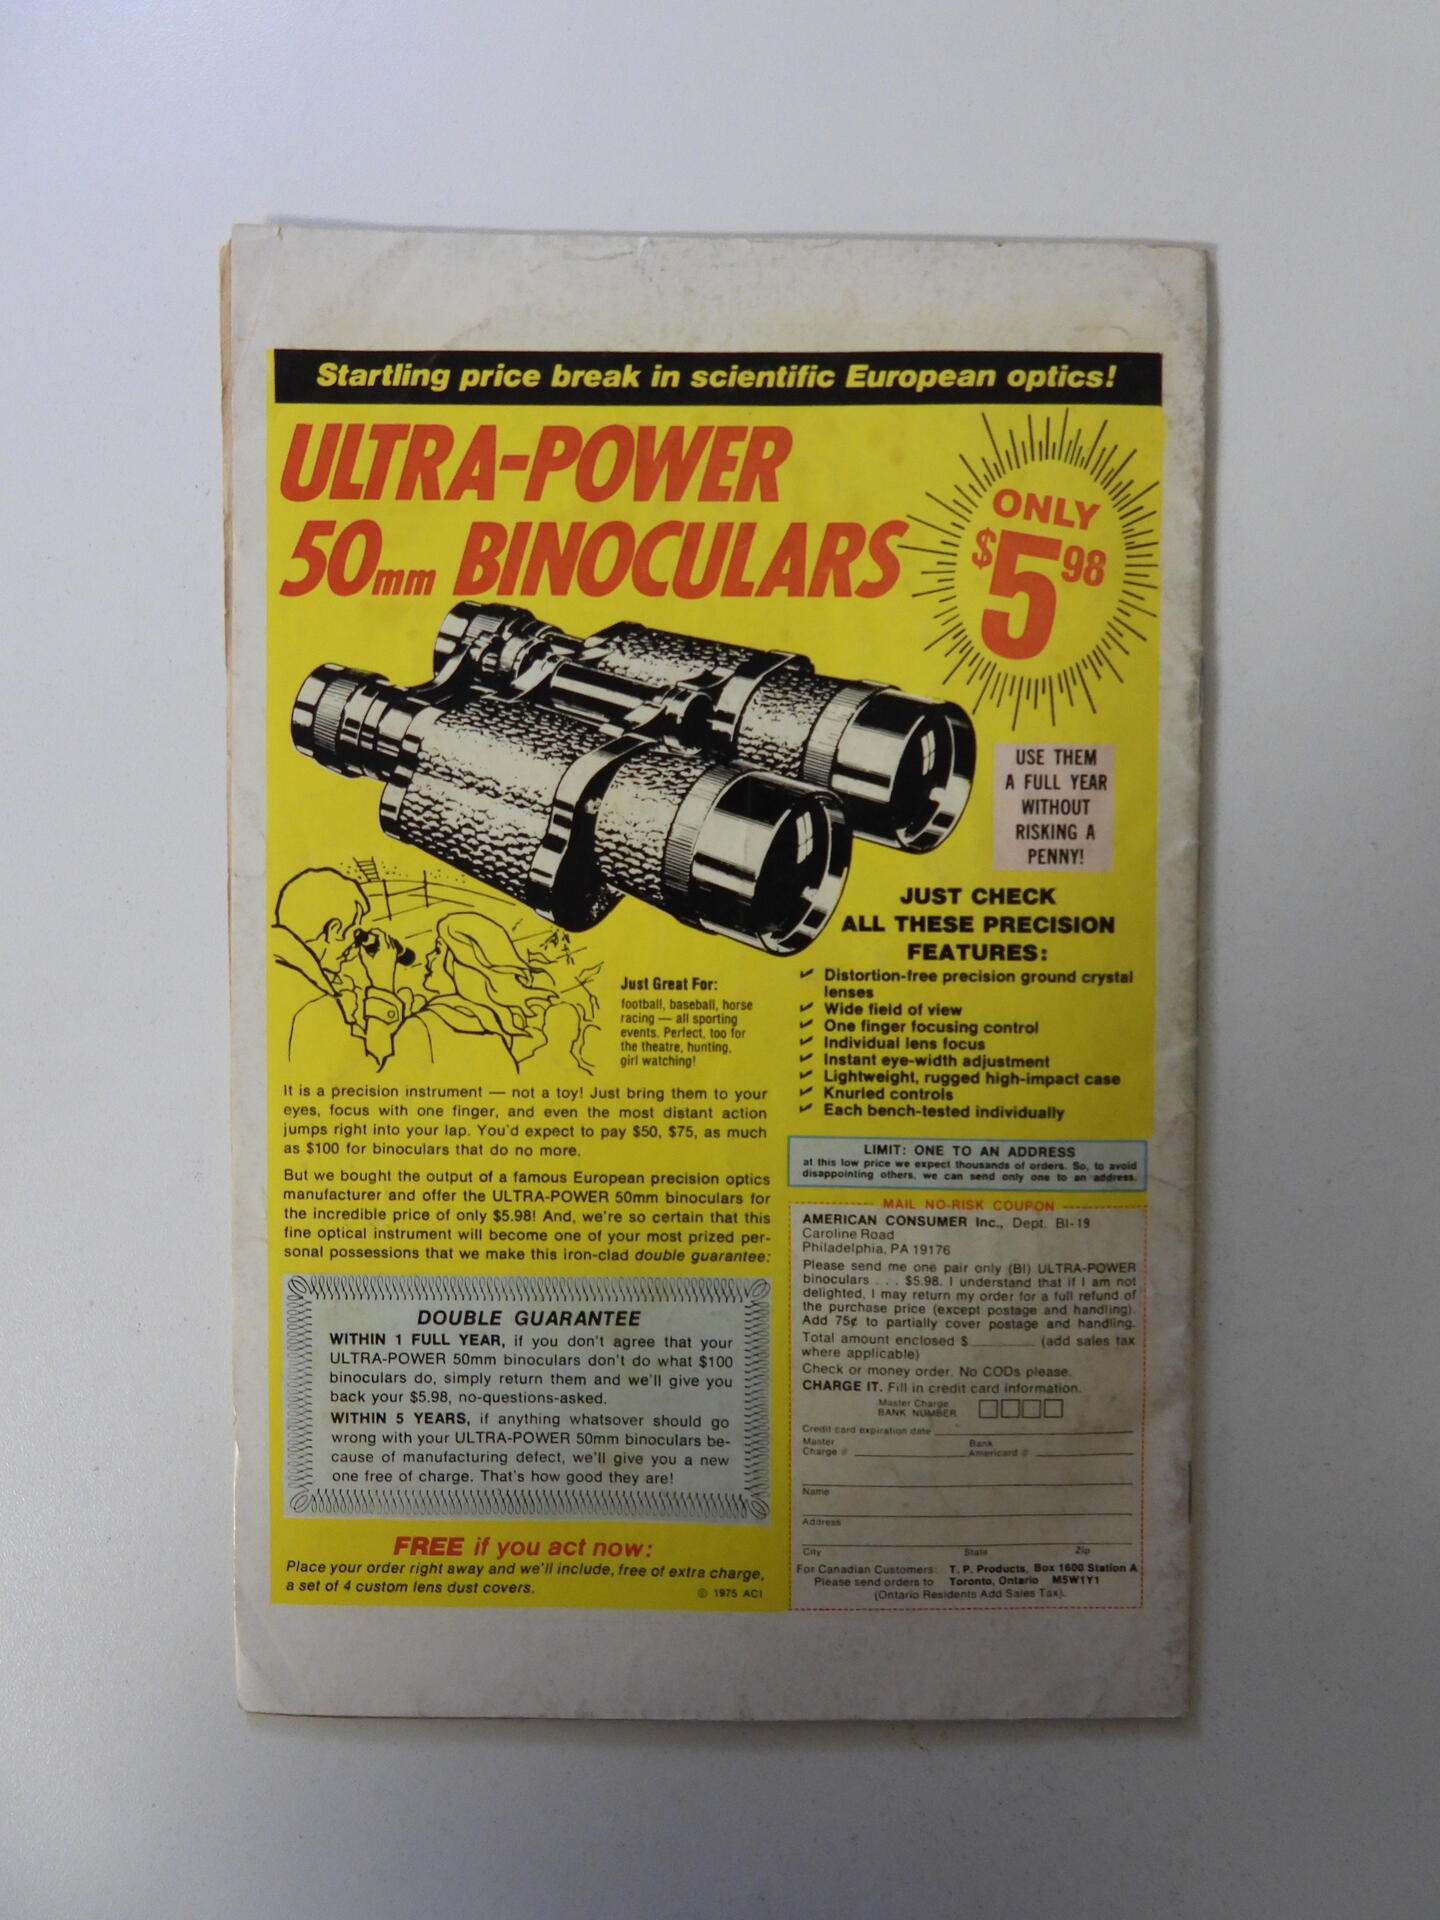 Startling price break in scientific European optics!
ULTRA-POWER
50mm BINOCULARS
ONLY
$5.98
USE THEM
A FULL YEAR
WITHOUT
RISKING A
PENNY!
Just Great For:
football, baseball, horse
racing — all sporting
events. Perfect, too for
the theatre, hunting,
girl watching!
It is a precision instrument — not a toy! Just bring them to your
eyes, focus with one finger, and even the most distant action
jumps right into your lap. You'd expect to pay $50, $75, as much
as $100 for binoculars that do no more.
But we bought the output of a famous European precision optics
manufacturer and offer the ULTRA-POWER 50mm binoculars for
the incredible price of only $5.98! And, we're so certain that this
fine optical instrument will become one of your most prized per-
sonal possessions that we make this iron-clad double guarantee:
DOUBLE GUARANTEE
WITHIN 1 FULL YEAR, if you don't agree that your
ULTRA-POWER 50mm binoculars don't do what $100
binoculars do, simply return them and we'll give you
back your $5.98, no-questions-asked.
WITHIN 5 YEARS, if anything whatsover should go
wrong with your ULTRA-POWER 50mm binoculars be-
cause of manufacturing defect, we'll give you a new
one free of charge. That's how good they are!
FREE if you act now:
Place your order right away and we'll include, free of extra charge,
a set of 4 custom lens dust covers.
© 1975 ACI
JUST CHECK
ALL THESE PRECISION
FEATURES:
✔ Distortion-free precision ground crystal
lenses
✔ Wide field of view
✔ One finger focusing control
✔ Individual lens focus
✔ Instant eye-width adjustment
✔ Lightweight, rugged high-impact case
✔ Knurled controls
✔ Each bench-tested individually
LIMIT: ONE TO AN ADDRESS
at this low price we expect thousands of orders. So, to avoid
disappointing others, we can send only one to an address.
MAIL NO-RISK COUPON
AMERICAN CONSUMER Inc., Dept. BI-19
Caroline Road
Philadelphia, PA 19176
Please send me one pair only (BI) ULTRA-POWER
binoculars . . . $5.98. I understand that if I am not
delighted, I may return my order for a full refund of
the purchase price (except postage and handling).
Add 75¢ to partially cover postage and handling.
Total amount enclosed $ ________ (add sales tax
where applicable)
Check or money order. No CODs please.
CHARGE IT. Fill in credit card information.
Master Charge
BANK NUMBER
Credit card expiration date
Master Bank
Charge # Americard #
Name
Address
City State Zip
For Canadian Customers: T. P. Products, Box 1600 Station A
Please send orders to Toronto, Ontario M5W1Y1
(Ontario Residents Add Sales Tax).